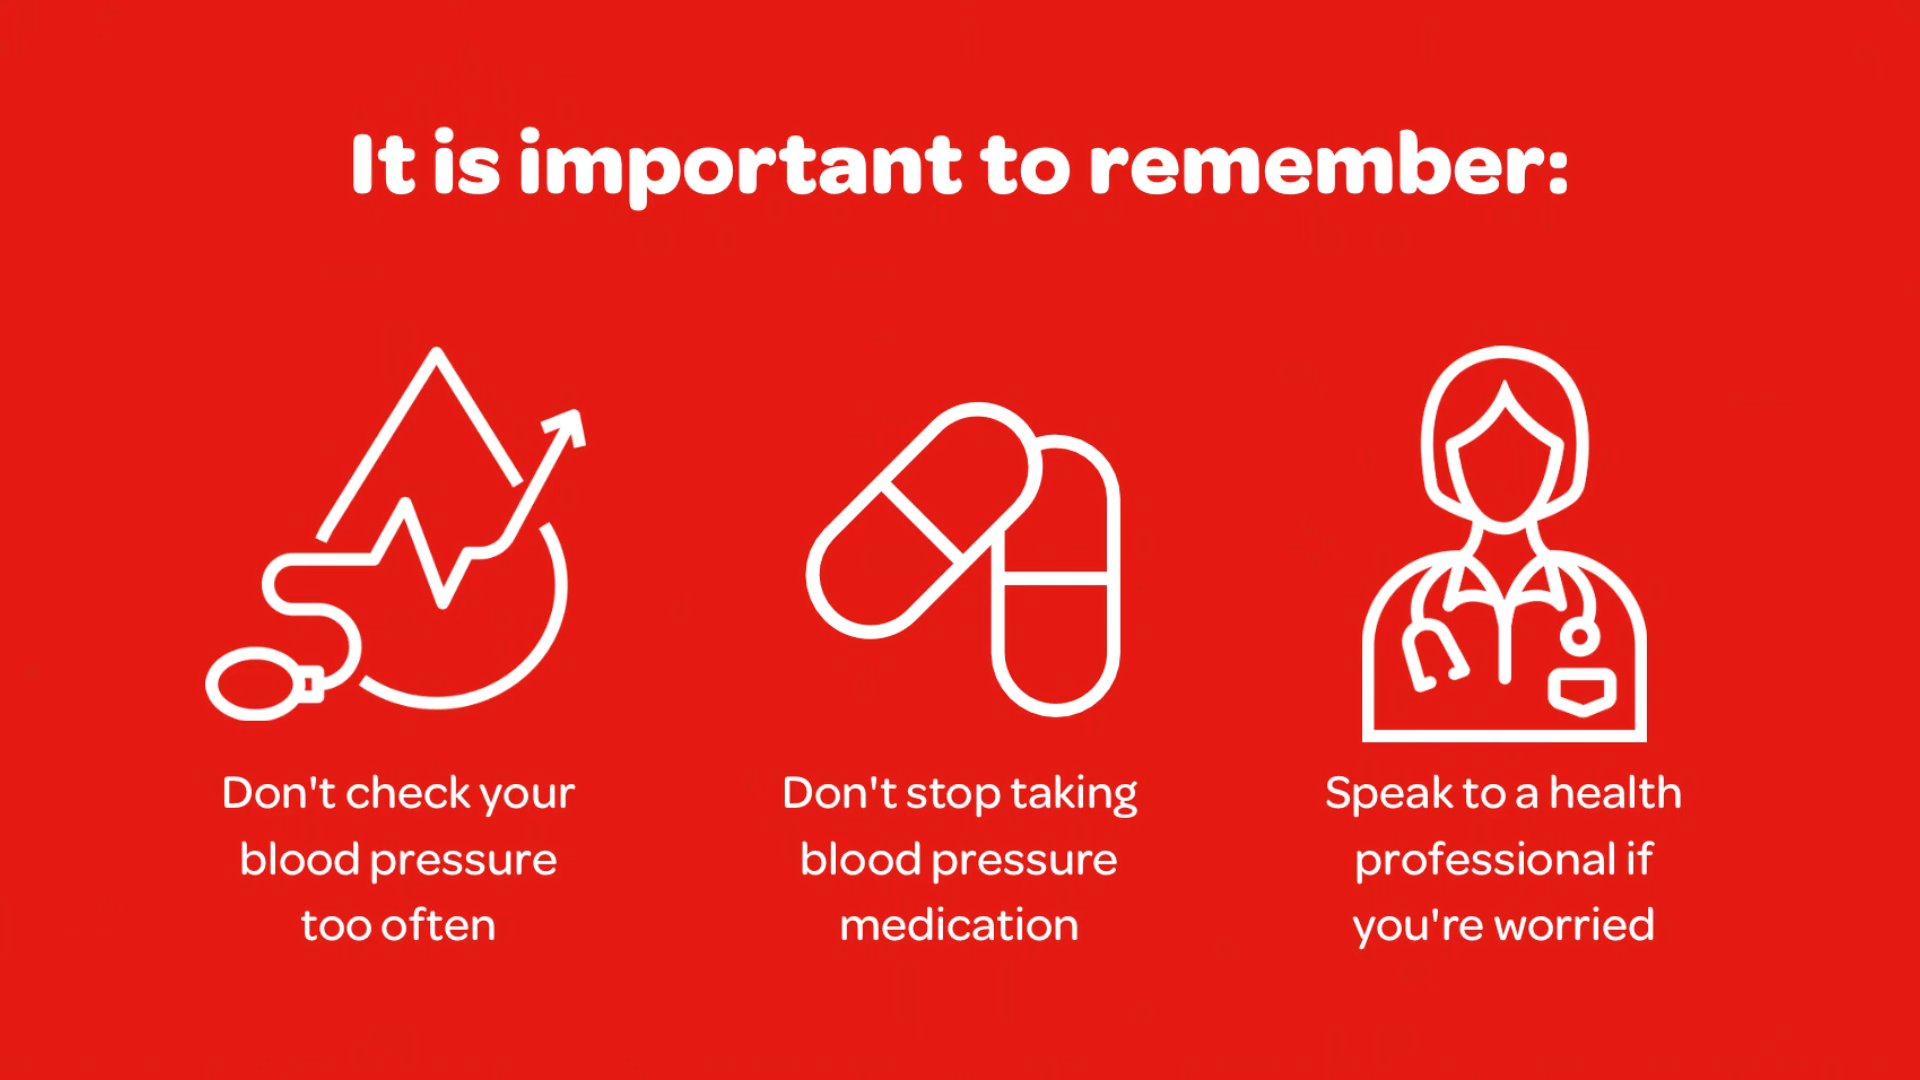 It is important to remember:
Don't check your
blood pressure
too often
Don't stop taking
blood pressure
medication
Speak to a health
professional if
you're worried